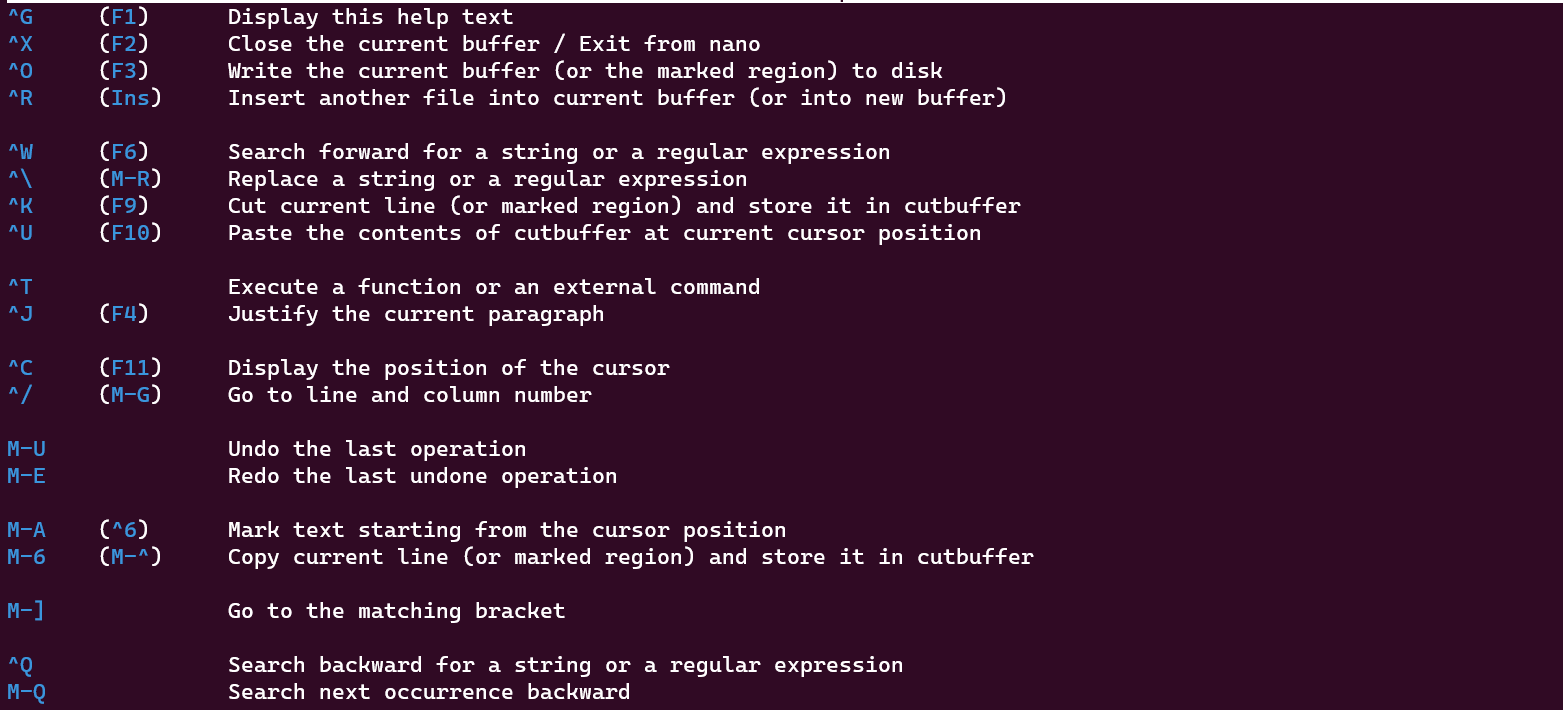 ^G (F1) Display this help text
^X (F2) Close the current buffer / Exit from nano
^O (F3) Write the current buffer (or the marked region) to disk
^R (Ins) Insert another file into current buffer (or into new buffer)
^W (F6) Search forward for a string or a regular expression
^\ (M-R) Replace a string or a regular expression
^K (F9) Cut current line (or marked region) and store it in cutbuffer
^U (F10) Paste the contents of cutbuffer at current cursor position
^T Execute a function or an external command
^J (F4) Justify the current paragraph
^C (F11) Display the position of the cursor
^/ (M-G) Go to line and column number
M-U Undo the last operation
M-E Redo the last undone operation
M-A (^6) Mark text starting from the cursor position
M-6 (M-^) Copy current line (or marked region) and store it in cutbuffer
M-] Go to the matching bracket
^Q Search backward for a string or a regular expression
M-Q Search next occurrence backward